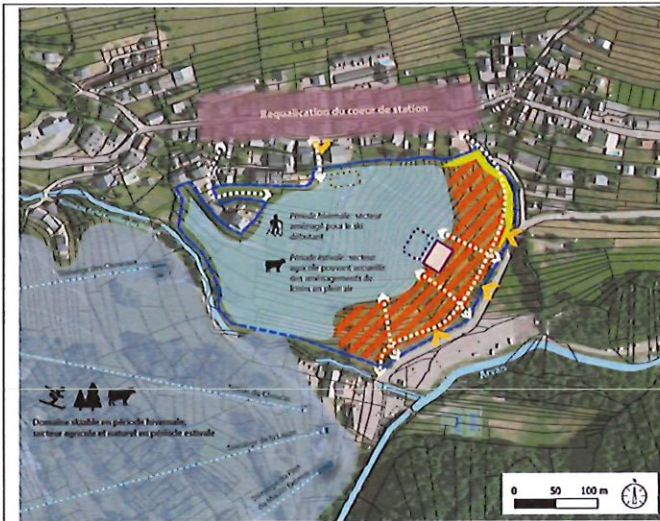 Requalification du coeur de station
Période hivernale : secteur
aménagé pour le ski
débutant
Période estivale : secteur
agricole pouvant accueillir
des aménagements de
loisirs en plein air
Arvan
Domaine skiable en période hivernale,
secteur agricole et naturel en période estivale
0 50 100 m